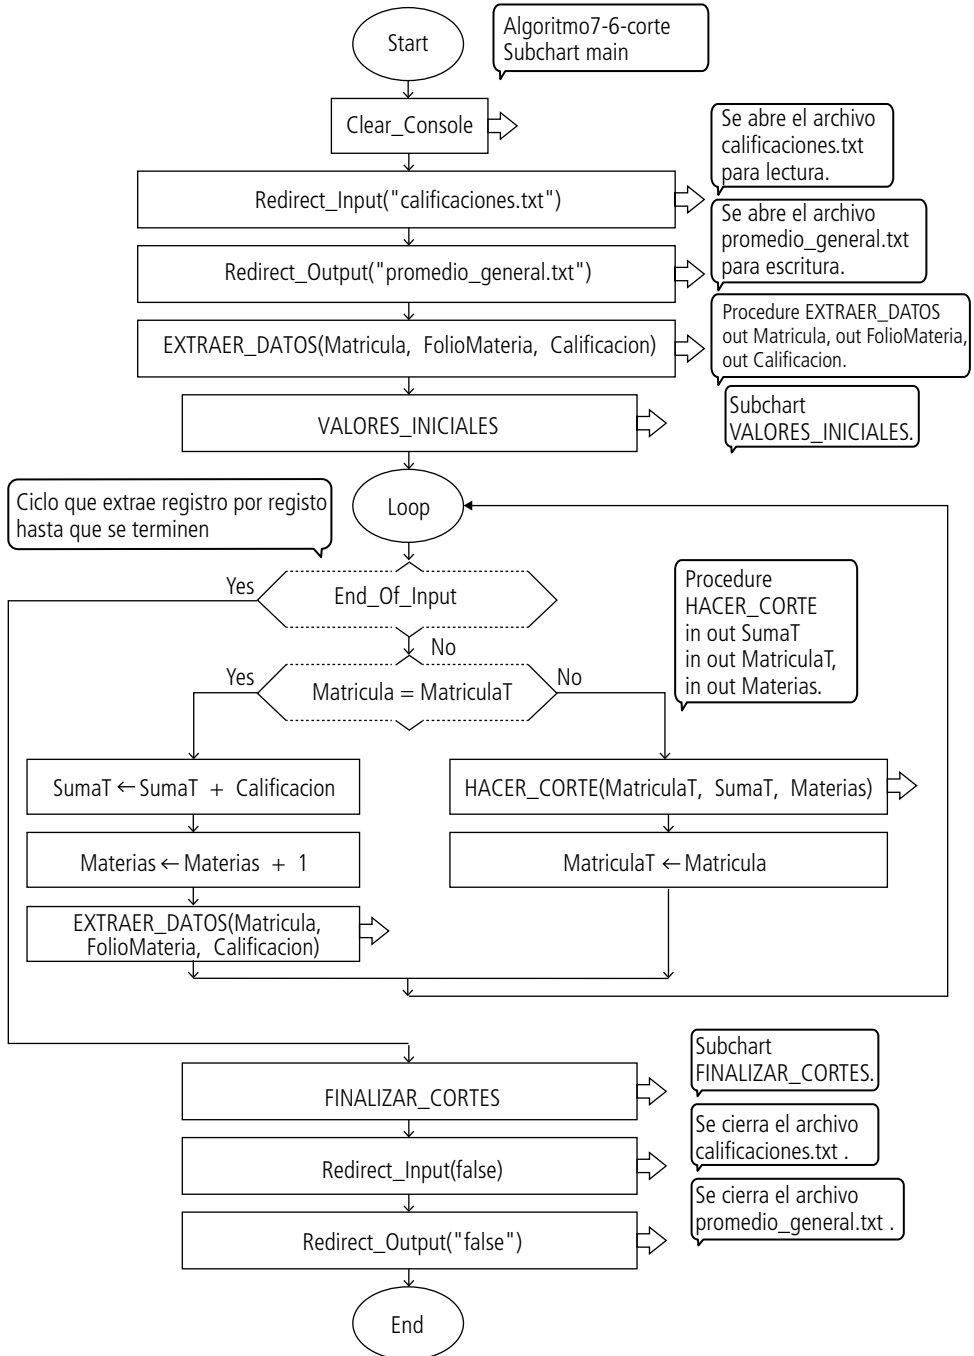 Start
Algoritmo7-6-corte
Subchart main
Clear_Console
Se abre el archivo
calificaciones.txt
para lectura.
Redirect_Input("calificaciones.txt")
Se abre el archivo
promedio_general.txt
para escritura.
Redirect_Output("promedio_general.txt")
Procedure EXTRAER_DATOS
out Matricula, out FolioMateria,
out Calificacion.
EXTRAER_DATOS(Matricula, FolioMateria, Calificacion)
Subchart
VALORES_INICIALES.
VALORES_INICIALES
Ciclo que extrae registro por registo
hasta que se terminen
Loop
Yes
End_Of_Input
No
Procedure
HACER_CORTE
in out SumaT
in out MatriculaT,
in out Materias.
Yes
Matricula = MatriculaT
No
SumaT ← SumaT + Calificacion
HACER_CORTE(MatriculaT, SumaT, Materias)
Materias ← Materias + 1
MatriculaT ← Matricula
EXTRAER_DATOS(Matricula,
FolioMateria, Calificacion)
Subchart
FINALIZAR_CORTES.
FINALIZAR_CORTES
Se cierra el archivo
calificaciones.txt .
Redirect_Input(false)
Se cierra el archivo
promedio_general.txt .
Redirect_Output("false")
End